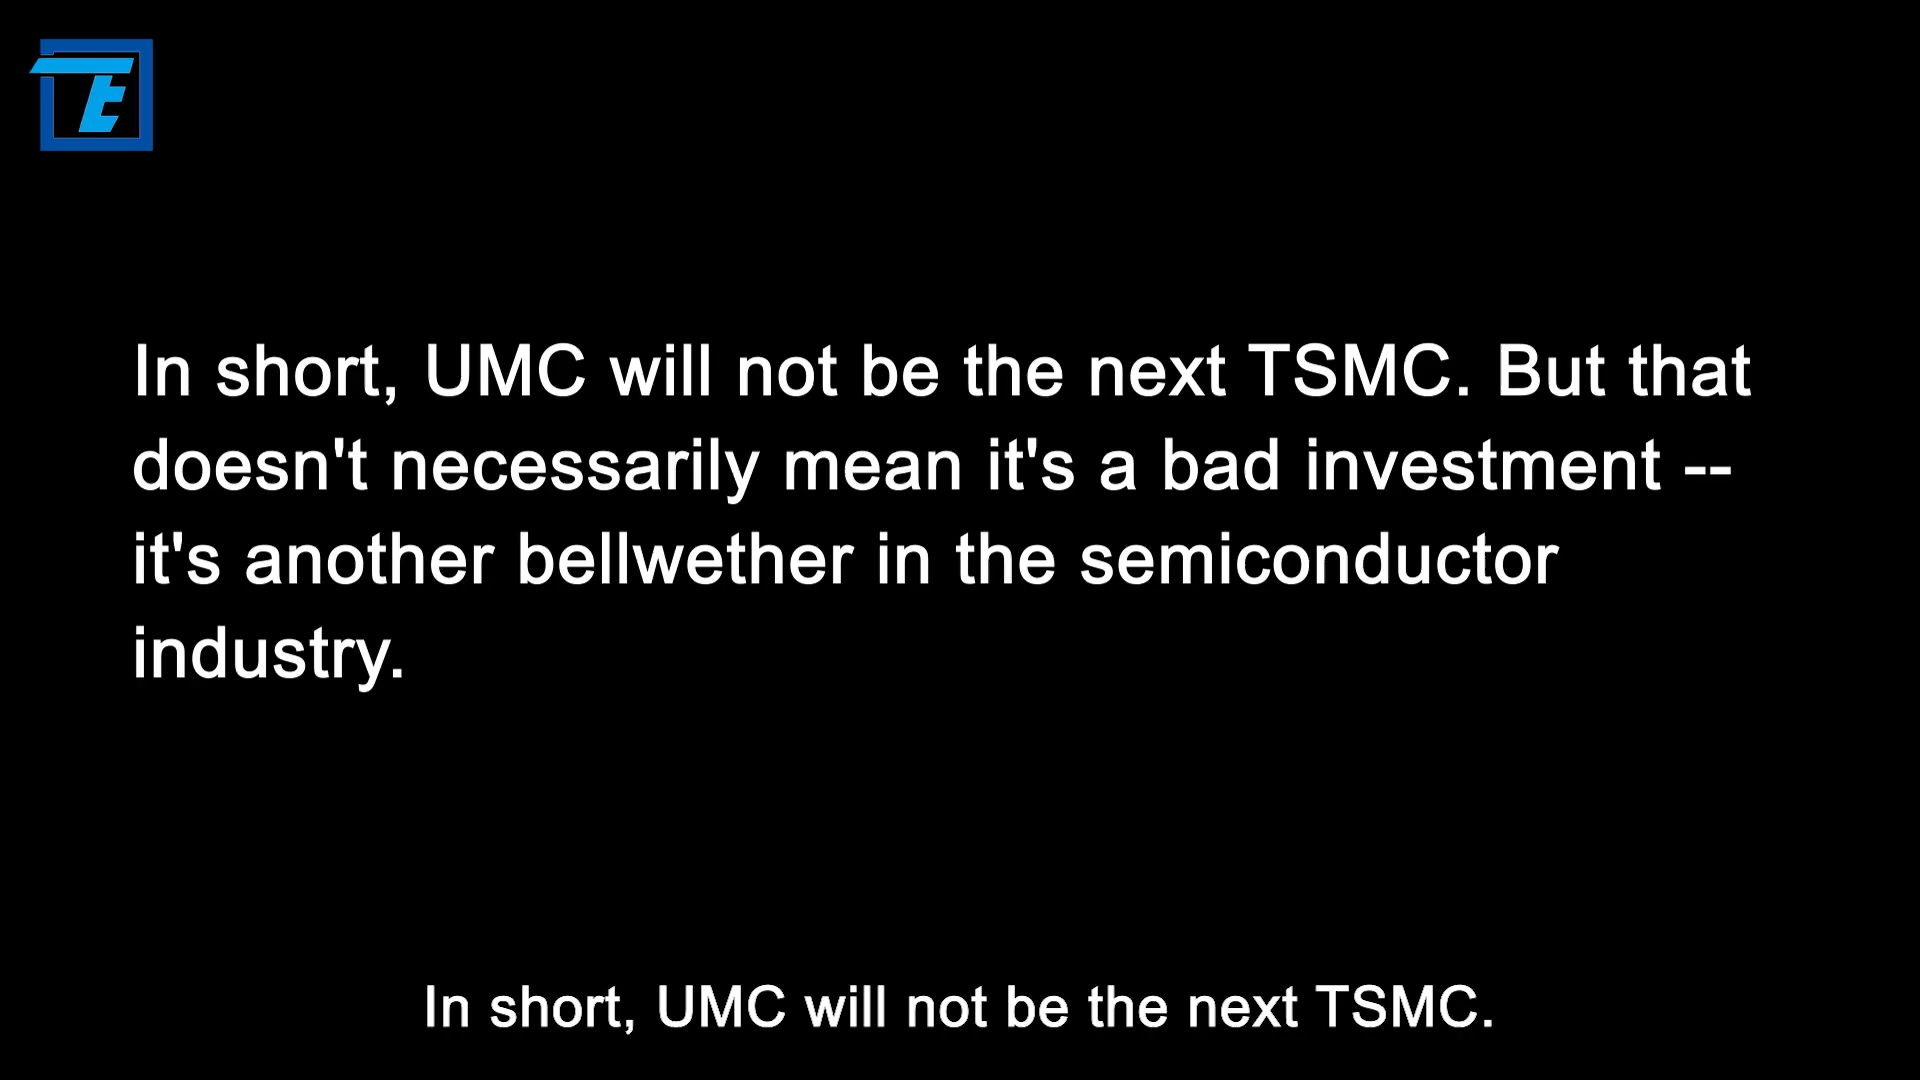 TE
In short, UMC will not be the next TSMC. But that
doesn't necessarily mean it's a bad investment --
it's another bellwether in the semiconductor
industry.
In short, UMC will not be the next TSMC.